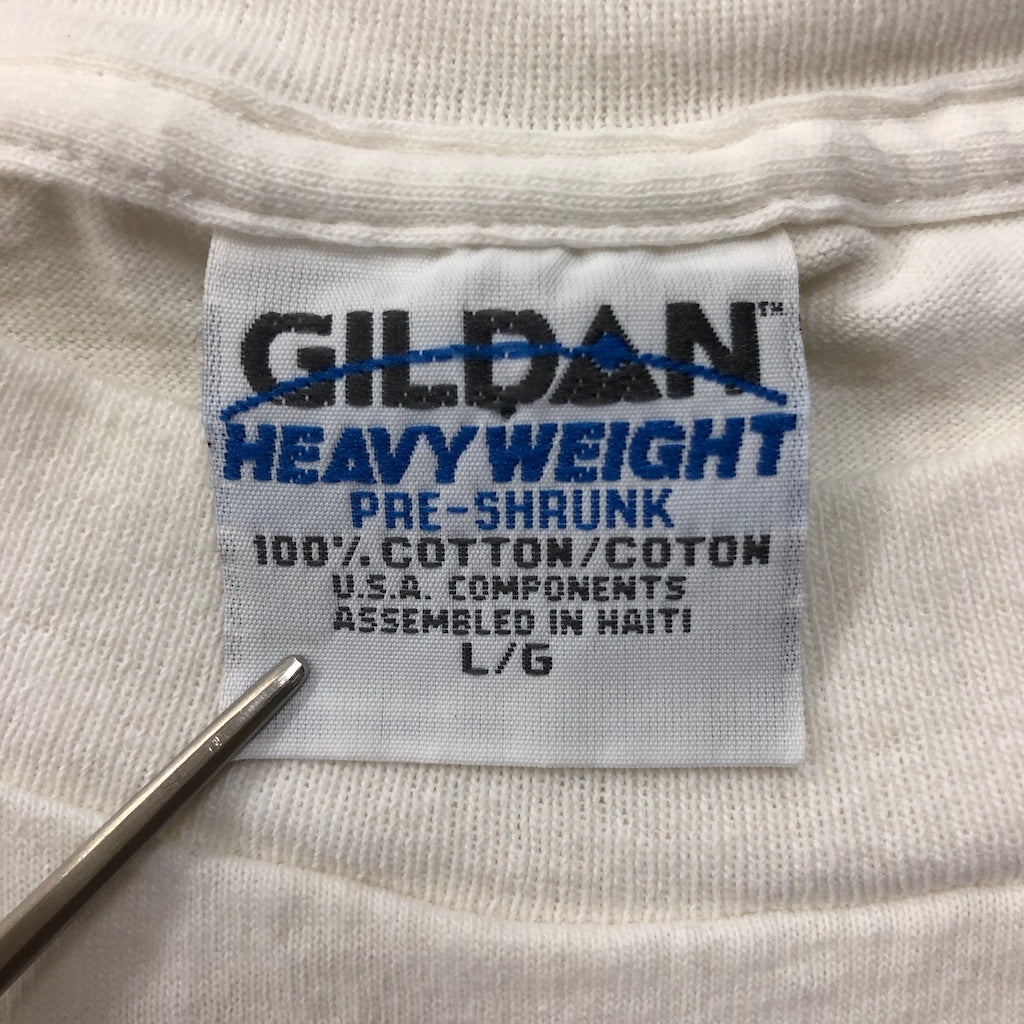 GILDAN™
HEAVYWEIGHT
PRE-SHRUNK
100% COTTON/COTON
U.S.A. COMPONENTS
ASSEMBLED IN HAITI
L/G